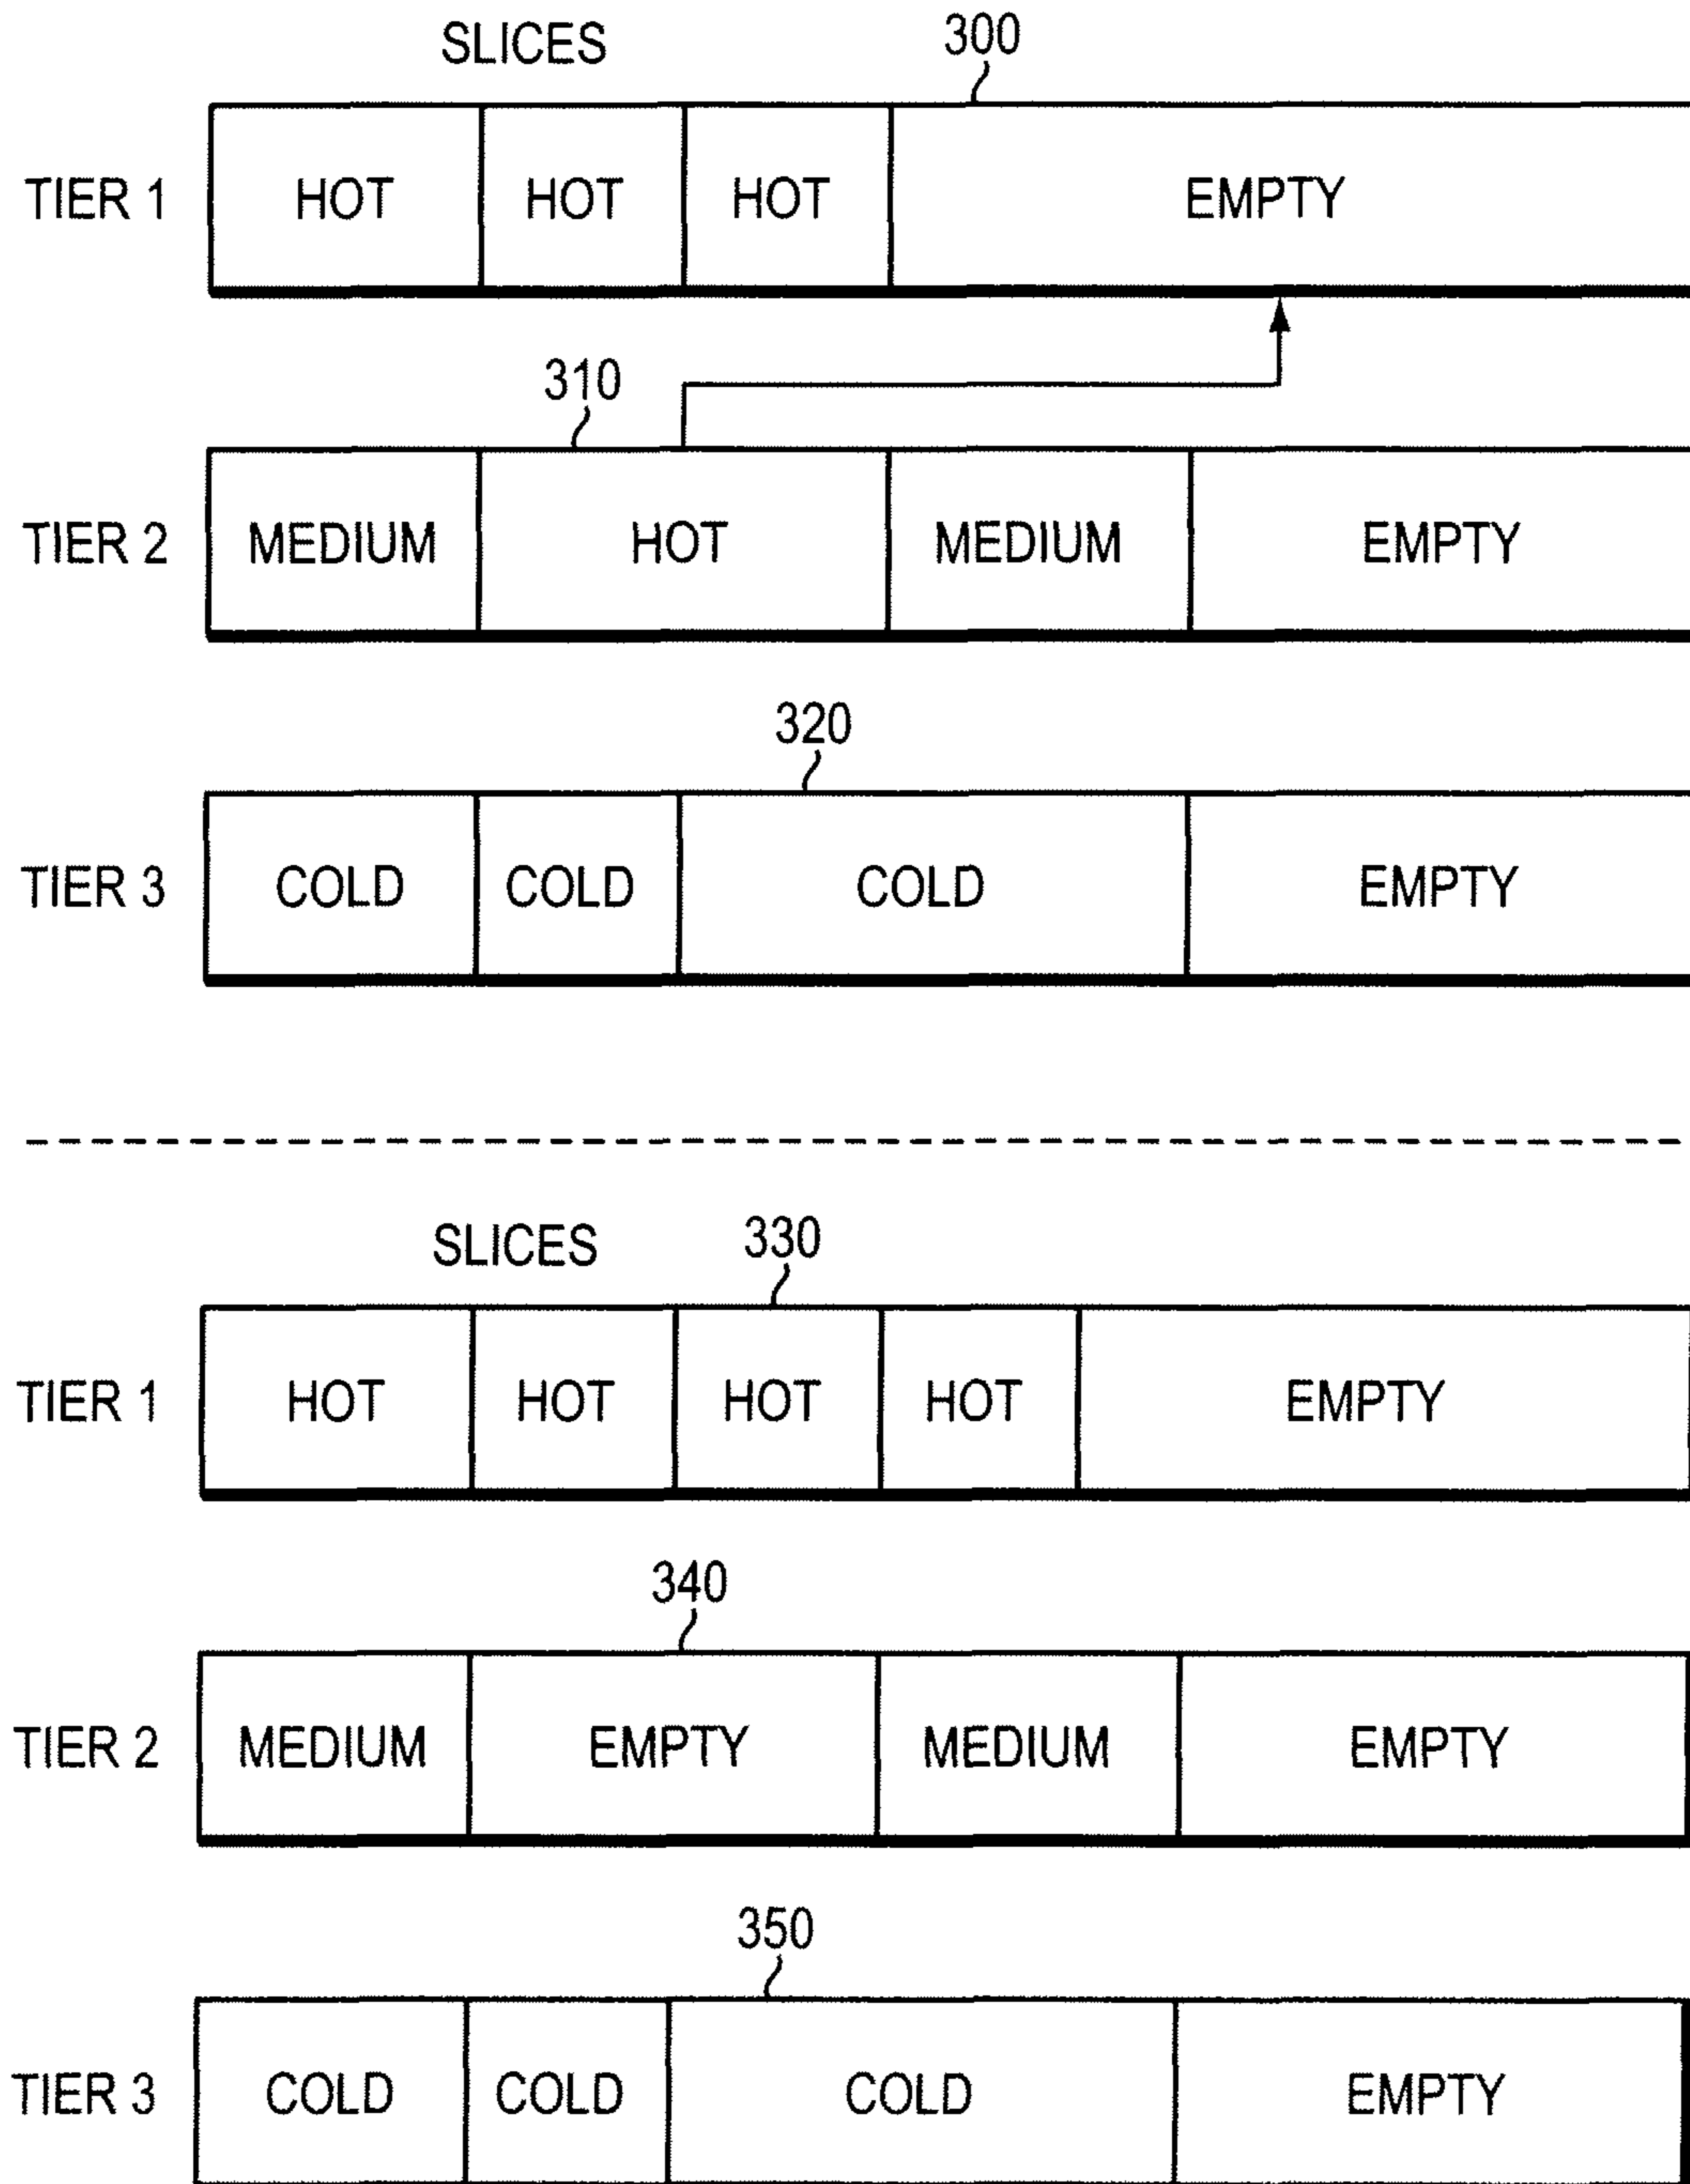 SLICES 300
TIER 1 HOT HOT HOT EMPTY
310
TIER 2 MEDIUM HOT MEDIUM EMPTY
320
TIER 3 COLD COLD COLD EMPTY
SLICES 330
TIER 1 HOT HOT HOT HOT EMPTY
340
TIER 2 MEDIUM EMPTY MEDIUM EMPTY
350
TIER 3 COLD COLD COLD EMPTY